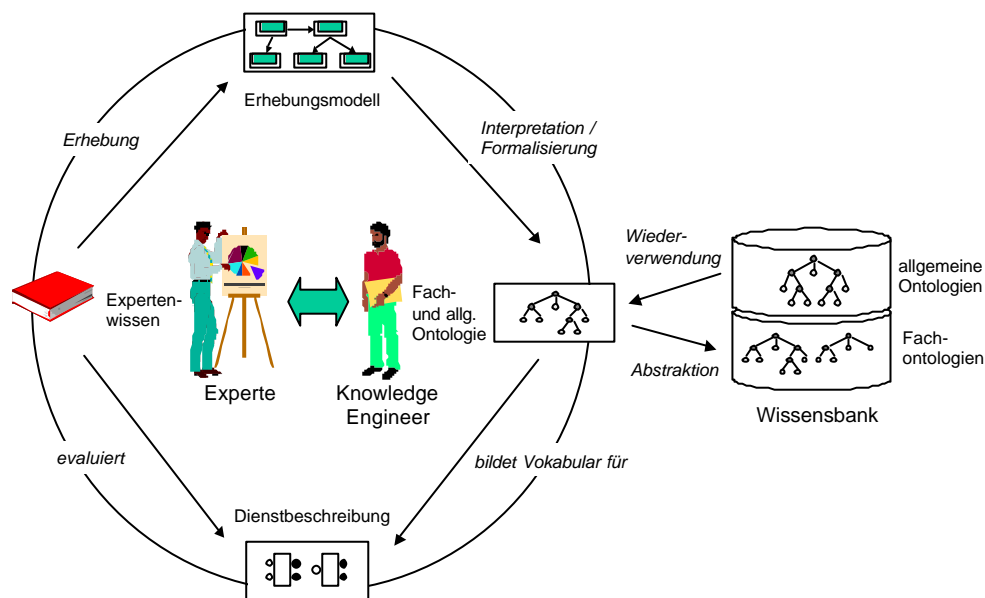 Erhebungsmodell
Erhebung
Interpretation /
Formalisierung
Experten-
wissen
Experte
Knowledge
Engineer
Fach-
und allg.
Ontologie
Wieder-
verwendung
Abstraktion
allgemeine
Ontologien
Fach-
ontologien
Wissensbank
evaluiert
bildet Vokabular für
Dienstbeschreibung